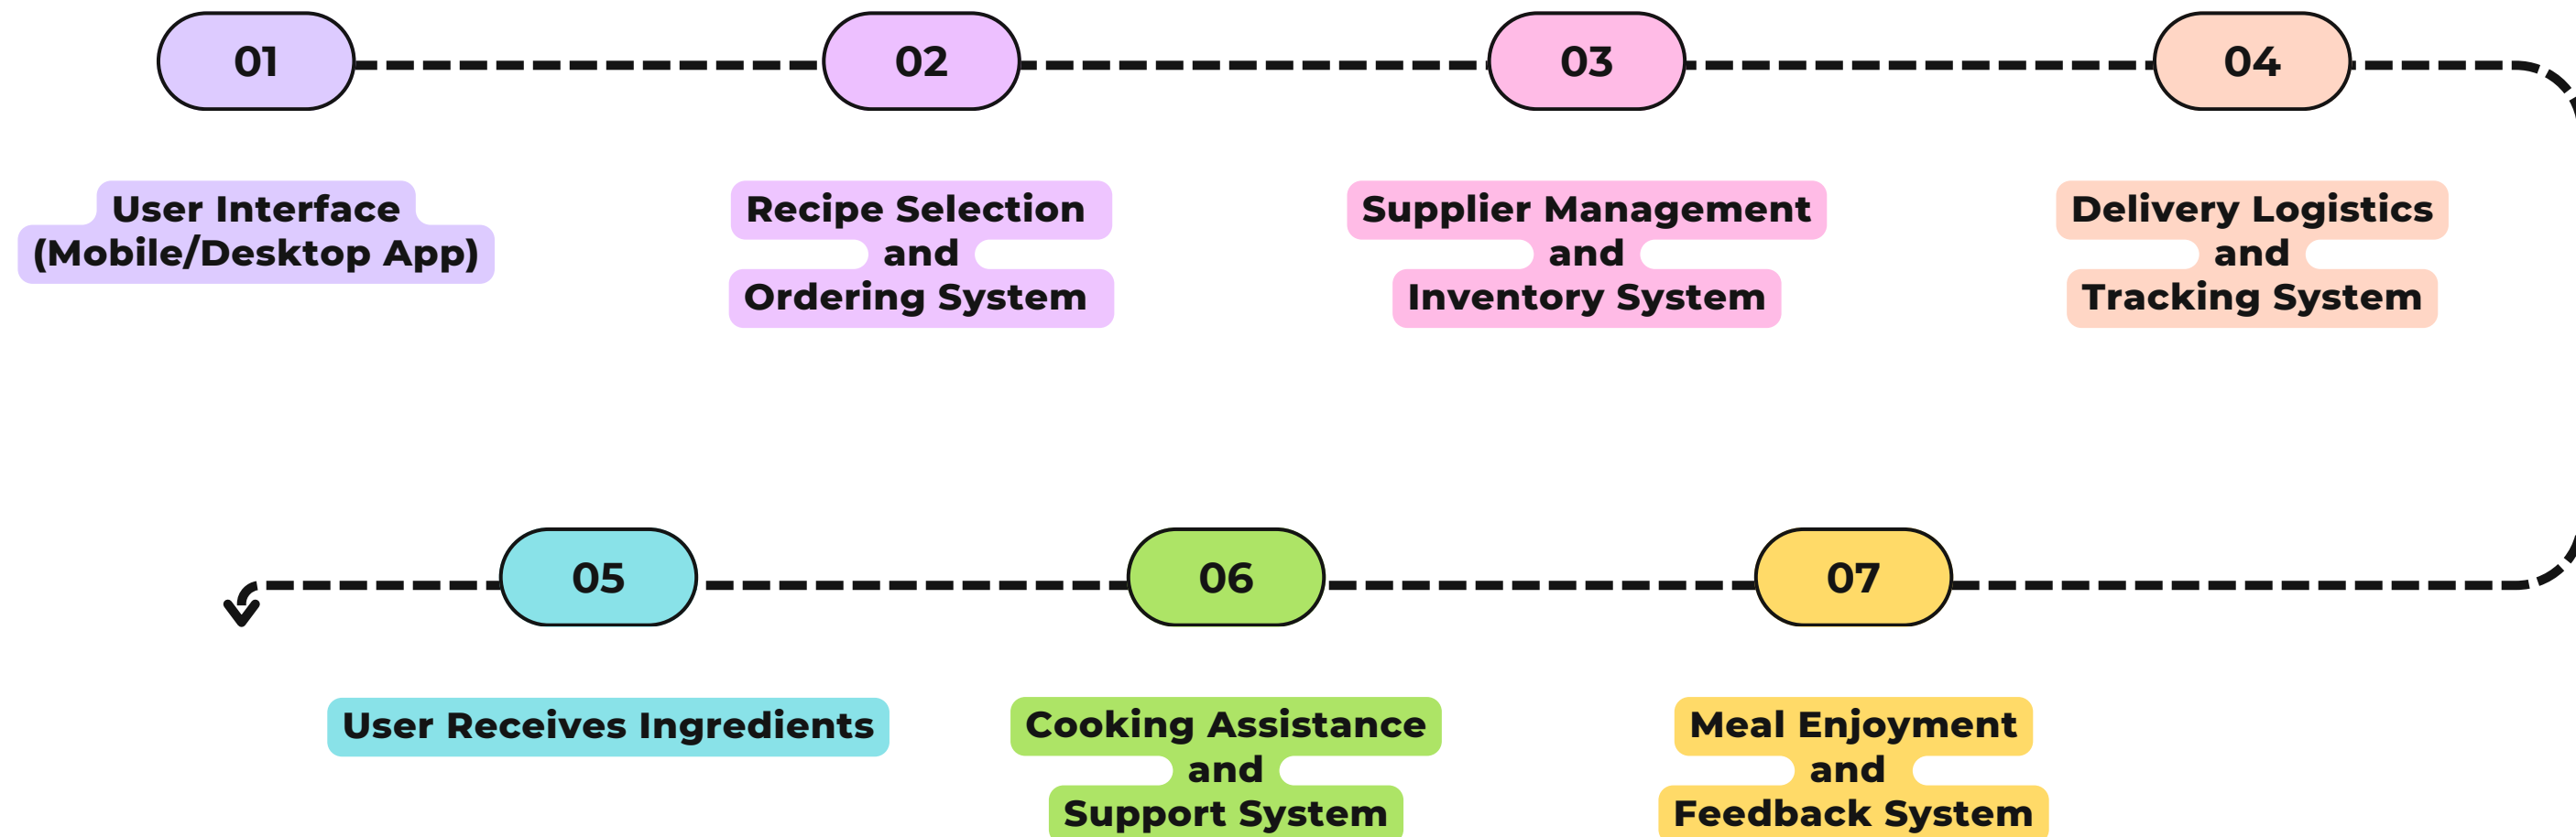 01
02
03
04
User Interface
(Mobile/Desktop App)
Recipe Selection
and
Ordering System
Supplier Management
and
Inventory System
Delivery Logistics
and
Tracking System
05
06
07
User Receives Ingredients
Cooking Assistance
and
Support System
Meal Enjoyment
and
Feedback System